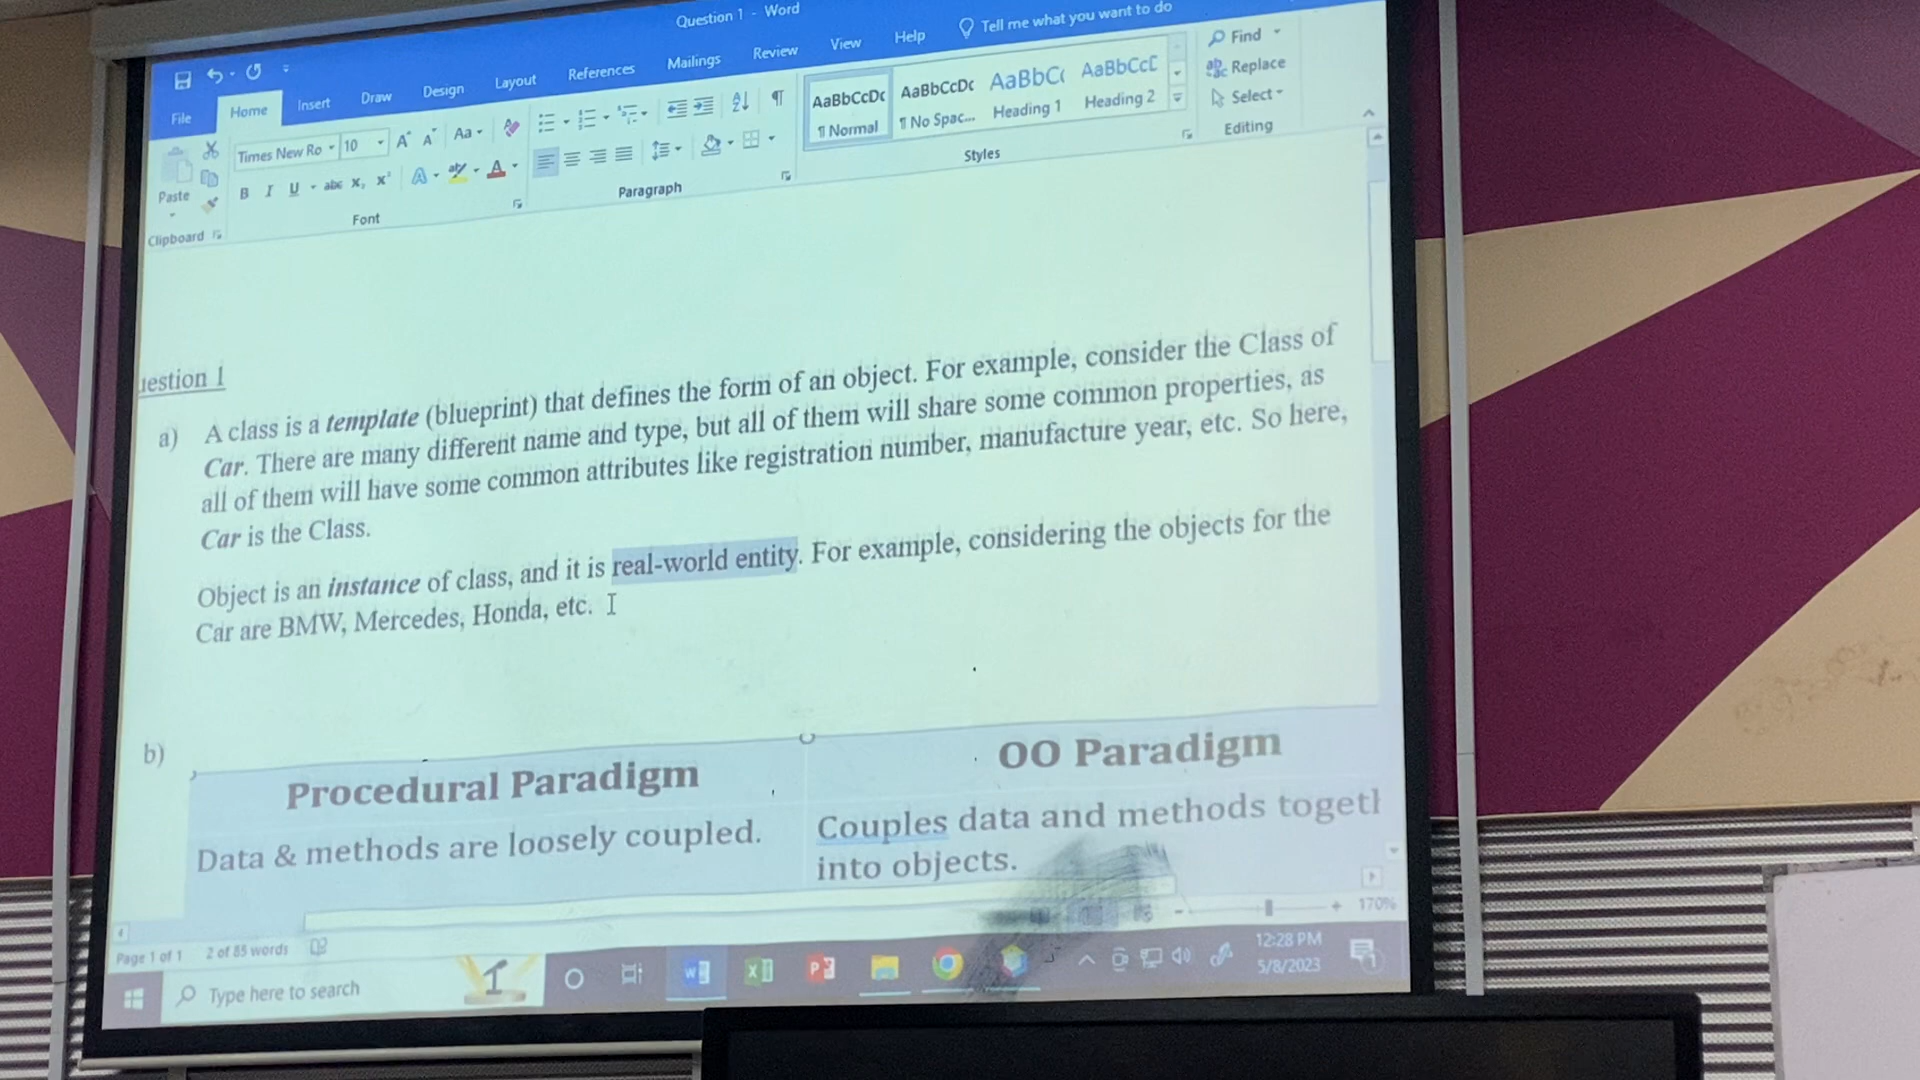 Question 1 - Word
Tell me what you want to do
File Home Insert Draw Design Layout References Mailings Review View Help
Paste
Clipboard
Times New Ro 10
Aa
B I U abc X₂ X²
Font
Paragraph
AaBbCcDc AaBbCcDc AaBbC( AaBbCcC
¶ Normal ¶ No Spac... Heading 1 Heading 2
Styles
Find
Replace
Select
Editing
uestion 1
a) A class is a template (blueprint) that defines the form of an object. For example, consider the Class of
Car. There are many different name and type, but all of them will share some common properties, as
all of them will have some common attributes like registration number, manufacture year, etc. So here,
Car is the Class.
Object is an instance of class, and it is real-world entity. For example, considering the objects for the
Car are BMW, Mercedes, Honda, etc.
b)
Procedural Paradigm OO Paradigm
Data & methods are loosely coupled.
Couples data and methods togetl
into objects.
Page 1 of 1 2 of 85 words
170%
Type here to search
12:28 PM
5/8/2023